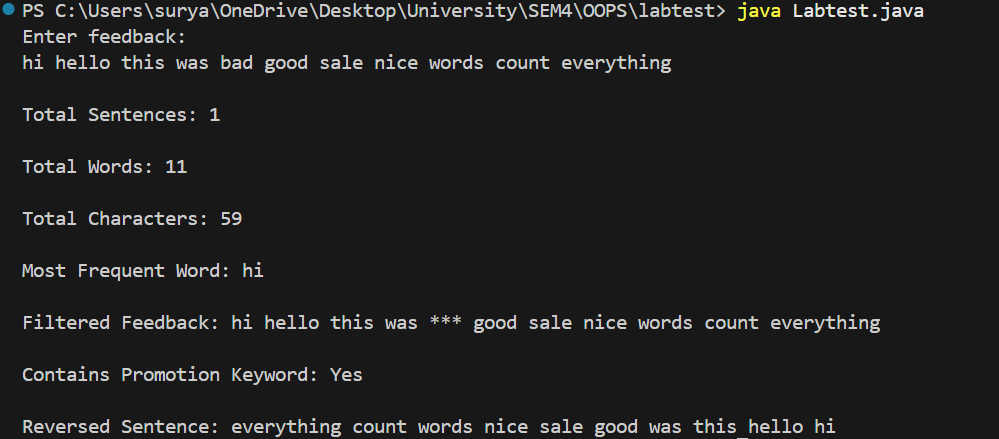 PS C:\Users\surya\OneDrive\Desktop\University\SEM4\OOPS\labtest> java Labtest.java
Enter feedback:
hi hello this was bad good sale nice words count everything
Total Sentences: 1
Total Words: 11
Total Characters: 59
Most Frequent Word: hi
Filtered Feedback: hi hello this was *** good sale nice words count everything
Contains Promotion Keyword: Yes
Reversed Sentence: everything count words nice sale good was this hello hi